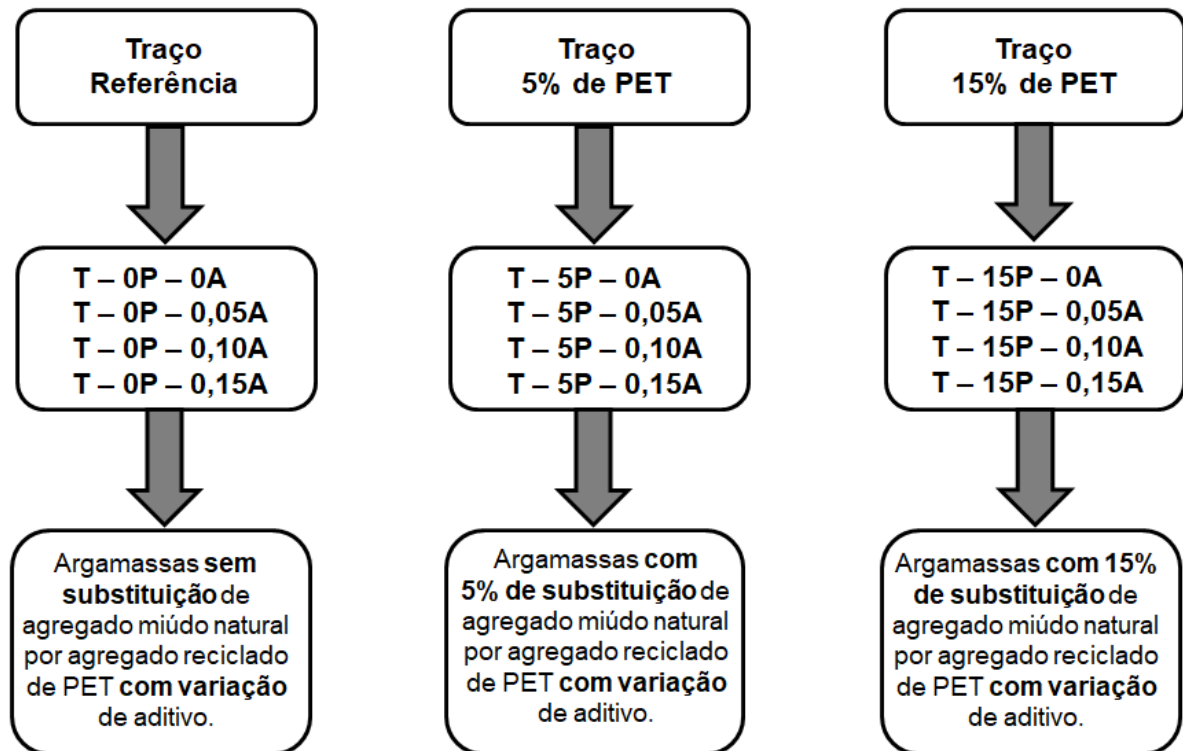 Traço
Referência
T – 0P – 0A
T – 0P – 0,05A
T – 0P – 0,10A
T – 0P – 0,15A
Argamassas sem
substituição de
agregado miúdo natural
por agregado reciclado
de PET com variação
de aditivo.
Traço
5% de PET
T – 5P – 0A
T – 5P – 0,05A
T – 5P – 0,10A
T – 5P – 0,15A
Argamassas com
5% de substituição de
agregado miúdo natural
por agregado reciclado
de PET com variação
de aditivo.
Traço
15% de PET
T – 15P – 0A
T – 15P – 0,05A
T – 15P – 0,10A
T – 15P – 0,15A
Argamassas com 15%
de substituição de
agregado miúdo natural
por agregado reciclado
de PET com variação
de aditivo.